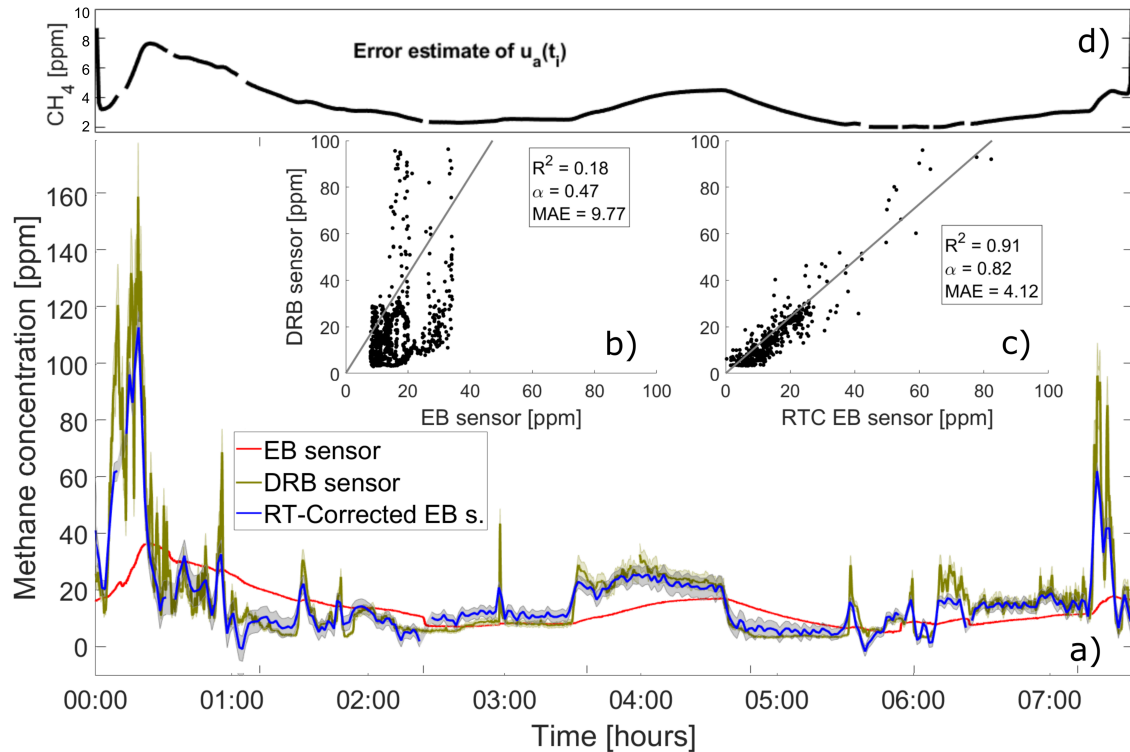 10
8
6
4
2
CH4 [ppm]
Error estimate of ua(ti)
d)
160
140
120
100
80
60
40
20
0
Methane concentration [ppm]
100
80
60
40
20
0
DRB sensor [ppm]
R2 = 0.18
α = 0.47
MAE = 9.77
b)
0 20 40 60 80 100
EB sensor [ppm]
100
80
60
40
20
0
R2 = 0.91
α = 0.82
MAE = 4.12
c)
0 20 40 60 80 100
RTC EB sensor [ppm]
EB sensor
DRB sensor
RT-Corrected EB s.
a)
00:00 01:00 02:00 03:00 04:00 05:00 06:00 07:00
Time [hours]